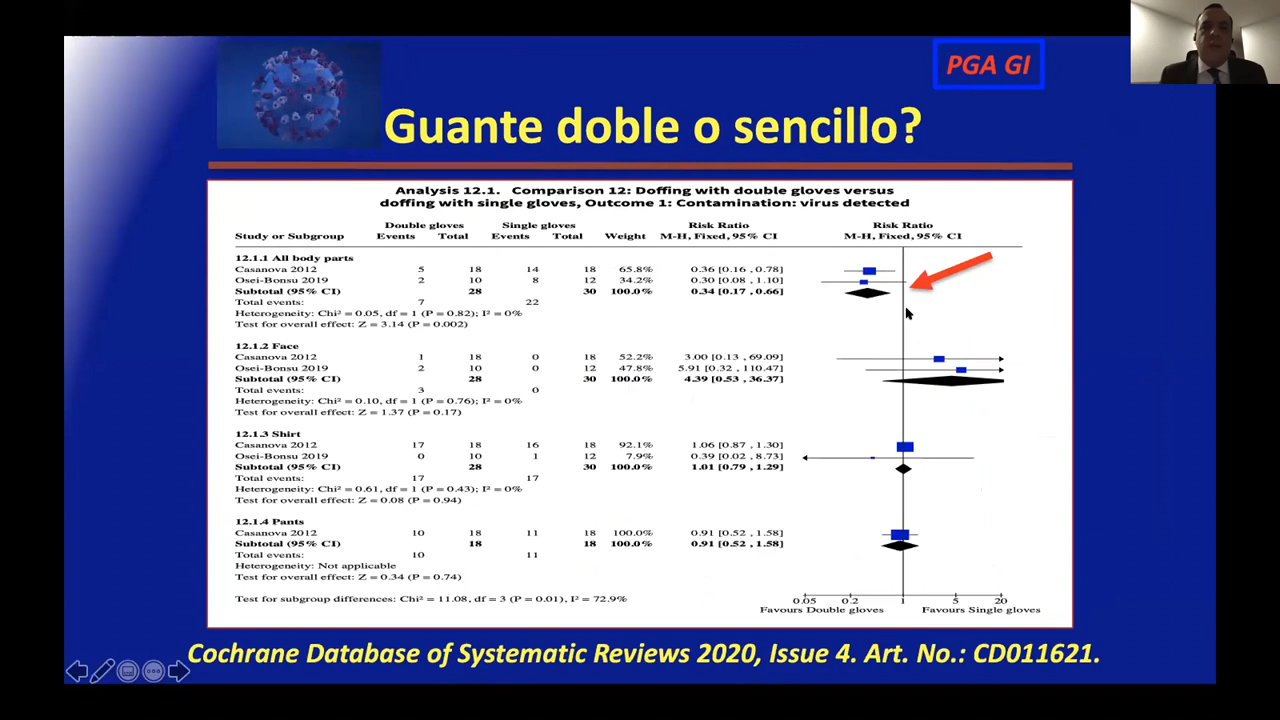 PGA GI
Guante doble o sencillo?
Analysis 12.1. Comparison 12: Doffing with double gloves versus
doffing with single gloves, Outcome 1: Contamination: virus detected
Double gloves Single gloves Risk Ratio Risk Ratio
Study or Subgroup Events Total Events Total Weight M-H, Fixed, 95% CI M-H, Fixed, 95% CI
12.1.1 All body parts
Casanova 2012 5 18 14 18 65.8% 0.36 [0.16 , 0.78]
Osei-Bonsu 2019 2 10 8 12 34.2% 0.30 [0.08 , 1.10]
Subtotal (95% CI) 28 30 100.0% 0.34 [0.17 , 0.66]
Total events: 7 22
Heterogeneity: Chi² = 0.05, df = 1 (P = 0.82); I² = 0%
Test for overall effect: Z = 3.14 (P = 0.002)
12.1.2 Face
Casanova 2012 1 18 0 18 52.2% 3.00 [0.13 , 69.09]
Osei-Bonsu 2019 2 10 0 12 47.8% 5.91 [0.32 , 110.47]
Subtotal (95% CI) 28 30 100.0% 4.39 [0.53 , 36.37]
Total events: 3 0
Heterogeneity: Chi² = 0.10, df = 1 (P = 0.76); I² = 0%
Test for overall effect: Z = 1.37 (P = 0.17)
12.1.3 Shirt
Casanova 2012 17 18 16 18 92.1% 1.06 [0.87 , 1.30]
Osei-Bonsu 2019 0 10 1 12 7.9% 0.39 [0.02 , 8.73]
Subtotal (95% CI) 28 30 100.0% 1.01 [0.79 , 1.29]
Total events: 17 17
Heterogeneity: Chi² = 0.61, df = 1 (P = 0.43); I² = 0%
Test for overall effect: Z = 0.08 (P = 0.94)
12.1.4 Pants
Casanova 2012 10 18 11 18 100.0% 0.91 [0.52 , 1.58]
Subtotal (95% CI) 18 18 100.0% 0.91 [0.52 , 1.58]
Total events: 10 11
Heterogeneity: Not applicable
Test for overall effect: Z = 0.34 (P = 0.74)
Test for subgroup differences: Chi² = 11.08, df = 3 (P = 0.01), I² = 72.9%
0.05 0.2 1 5 20
Favours Double gloves Favours Single gloves
Cochrane Database of Systematic Reviews 2020, Issue 4. Art. No.: CD011621.